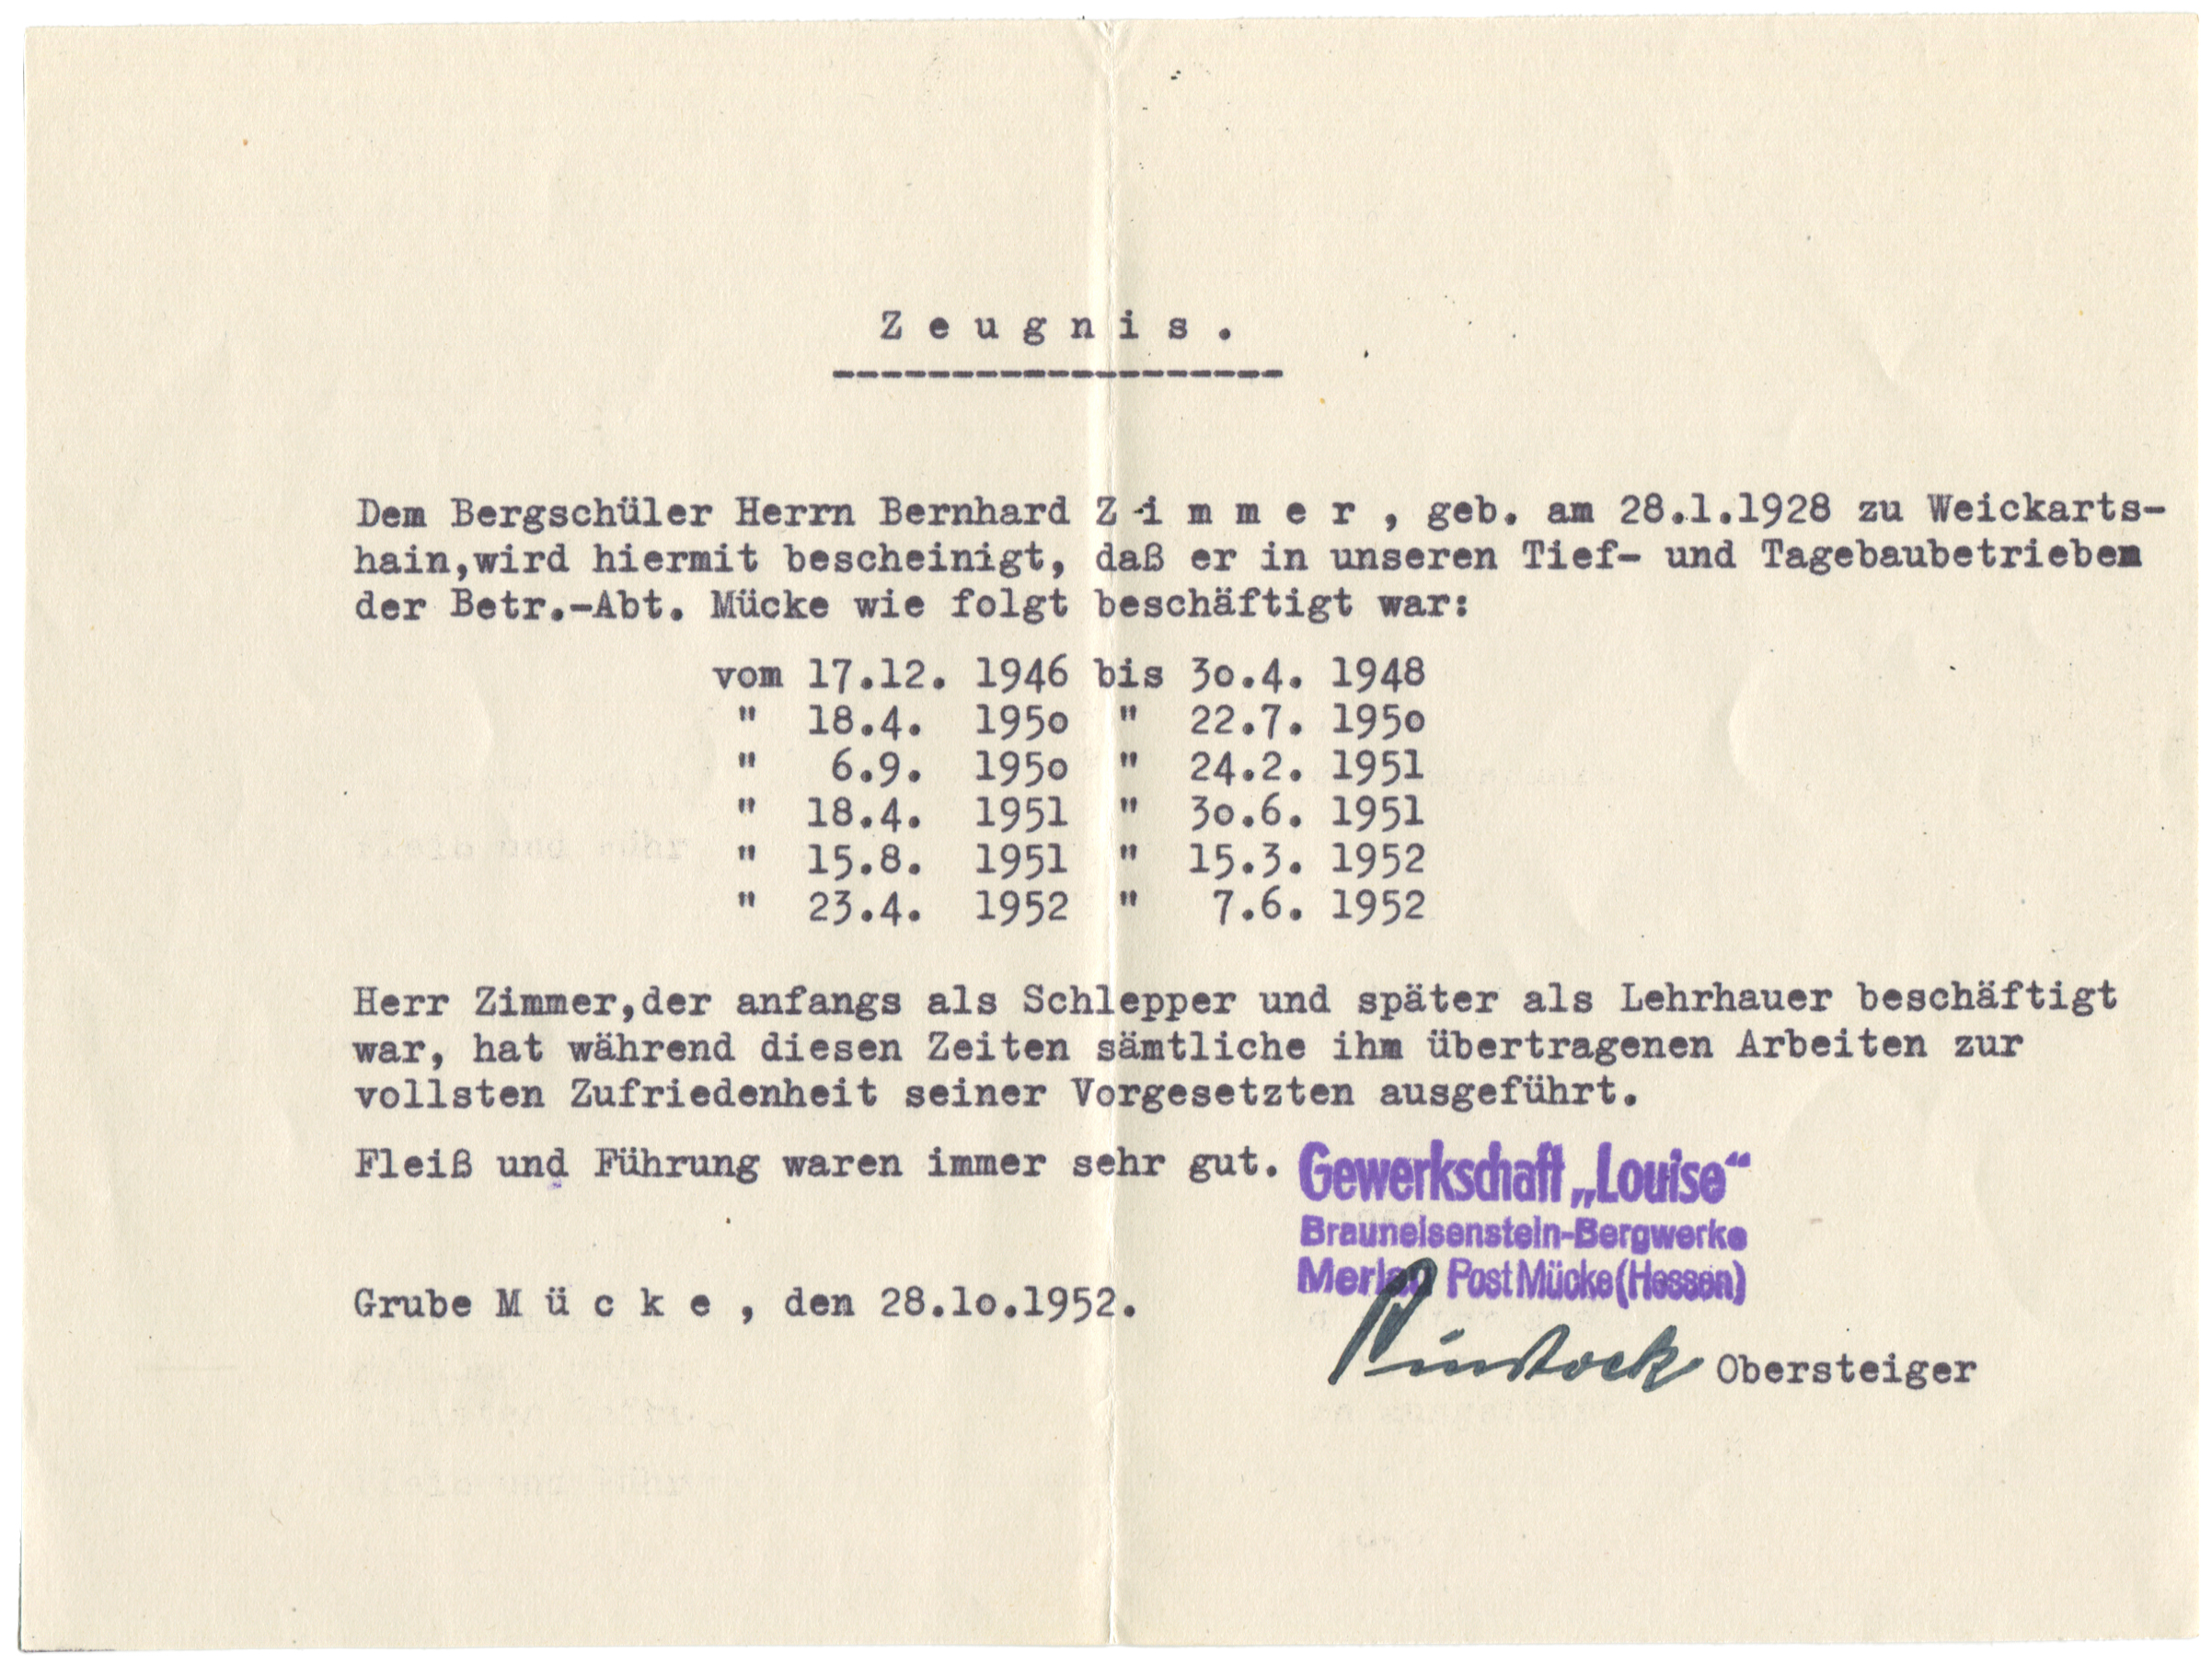 Z e u g n i s .
-------------------
Dem Bergschüler Herrn Bernhard Z i m m e r , geb. am 28.1.1928 zu Weickarts-
hain,wird hiermit bescheinigt, daß er in unseren Tief- und Tagebaubetrieben
der Betr.-Abt. Mücke wie folgt beschäftigt war:
vom 17.12. 1946 bis 3o.4. 1948
" 18.4. 195o " 22.7. 195o
" 6.9. 195o " 24.2. 1951
" 18.4. 1951 " 3o.6. 1951
" 15.8. 1951 " 15.3. 1952
" 23.4. 1952 " 7.6. 1952
Herr Zimmer,der anfangs als Schlepper und später als Lehrhauer beschäftigt
war, hat während diesen Zeiten sämtliche ihm übertragenen Arbeiten zur
vollsten Zufriedenheit seiner Vorgesetzten ausgeführt.
Fleiß und Führung waren immer sehr gut.
Gewerkschaft „Louise“
Brauneisenstein-Bergwerke
Merlau Post Mücke (Hessen)
Grube M ü c k e , den 28.1o.1952.
Obersteiger